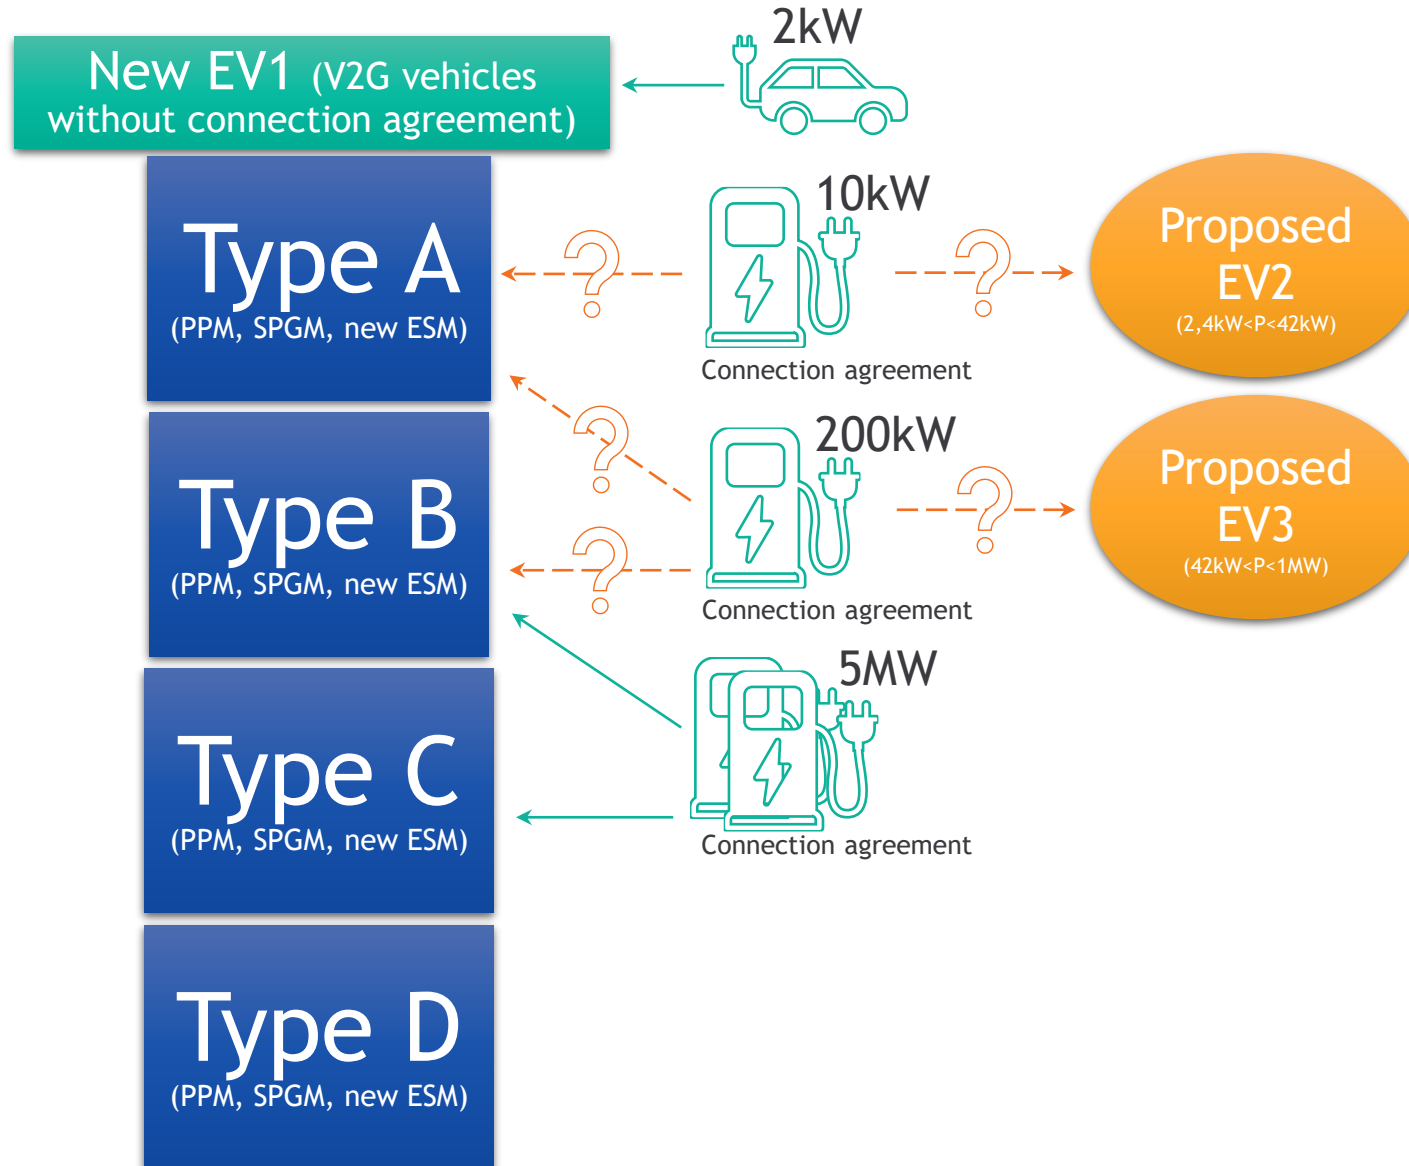 2kW
New EV1 (V2G vehicles
without connection agreement)
Type A
(PPM, SPGM, new ESM)
?
10kW
Connection agreement
?
Proposed
EV2
(2,4kW<P<42kW)
Type B
(PPM, SPGM, new ESM)
?
?
200kW
Connection agreement
?
Proposed
EV3
(42kW<P<1MW)
Type C
(PPM, SPGM, new ESM)
5MW
Connection agreement
Type D
(PPM, SPGM, new ESM)